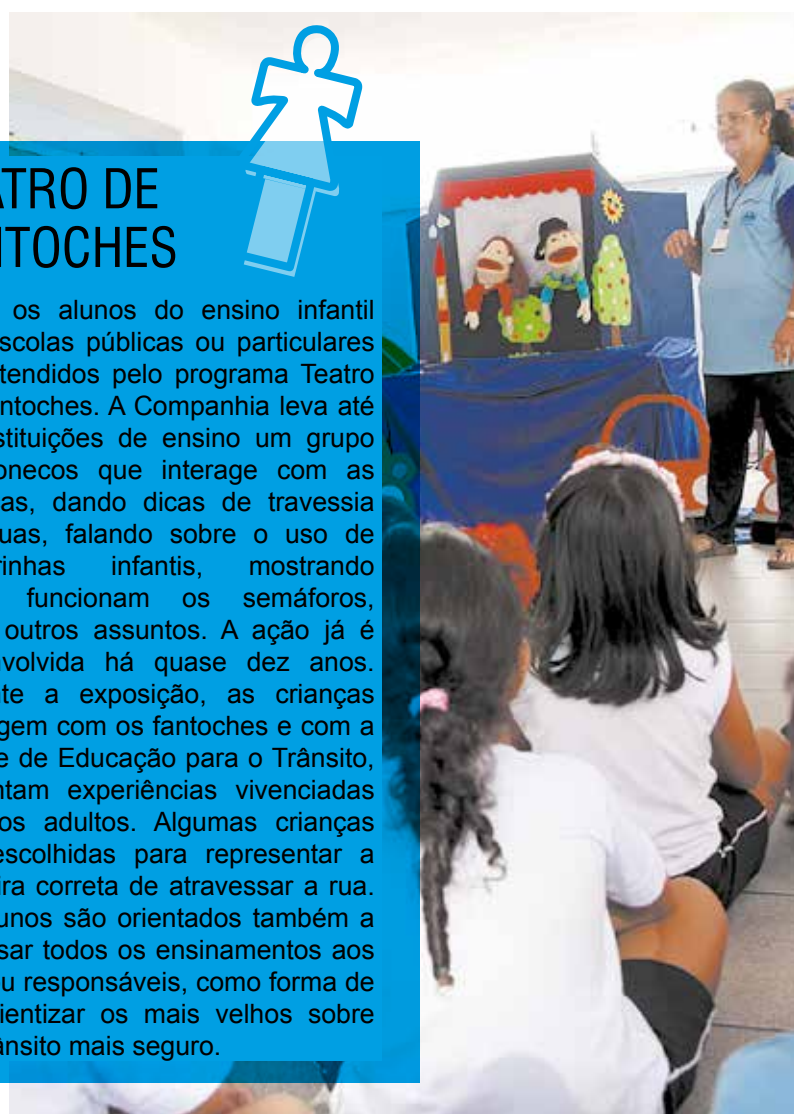 ATRO DE
NTOCHES
os alunos do ensino infantil
scolas públicas ou particulares
tendidos pelo programa Teatro
ntoches. A Companhia leva até
stituições de ensino um grupo
onecos que interage com as
as, dando dicas de travessia
uas, falando sobre o uso de
rinhas infantis, mostrando
funcionam os semáforos,
outros assuntos. A ação já é
volvida há quase dez anos.
te a exposição, as crianças
gem com os fantoches e com a
e de Educação para o Trânsito,
ntam experiências vivenciadas
os adultos. Algumas crianças
escolhidas para representar a
ira correta de atravessar a rua.
unos são orientados também a
sar todos os ensinamentos aos
u responsáveis, como forma de
ientizar os mais velhos sobre
ânsito mais seguro.